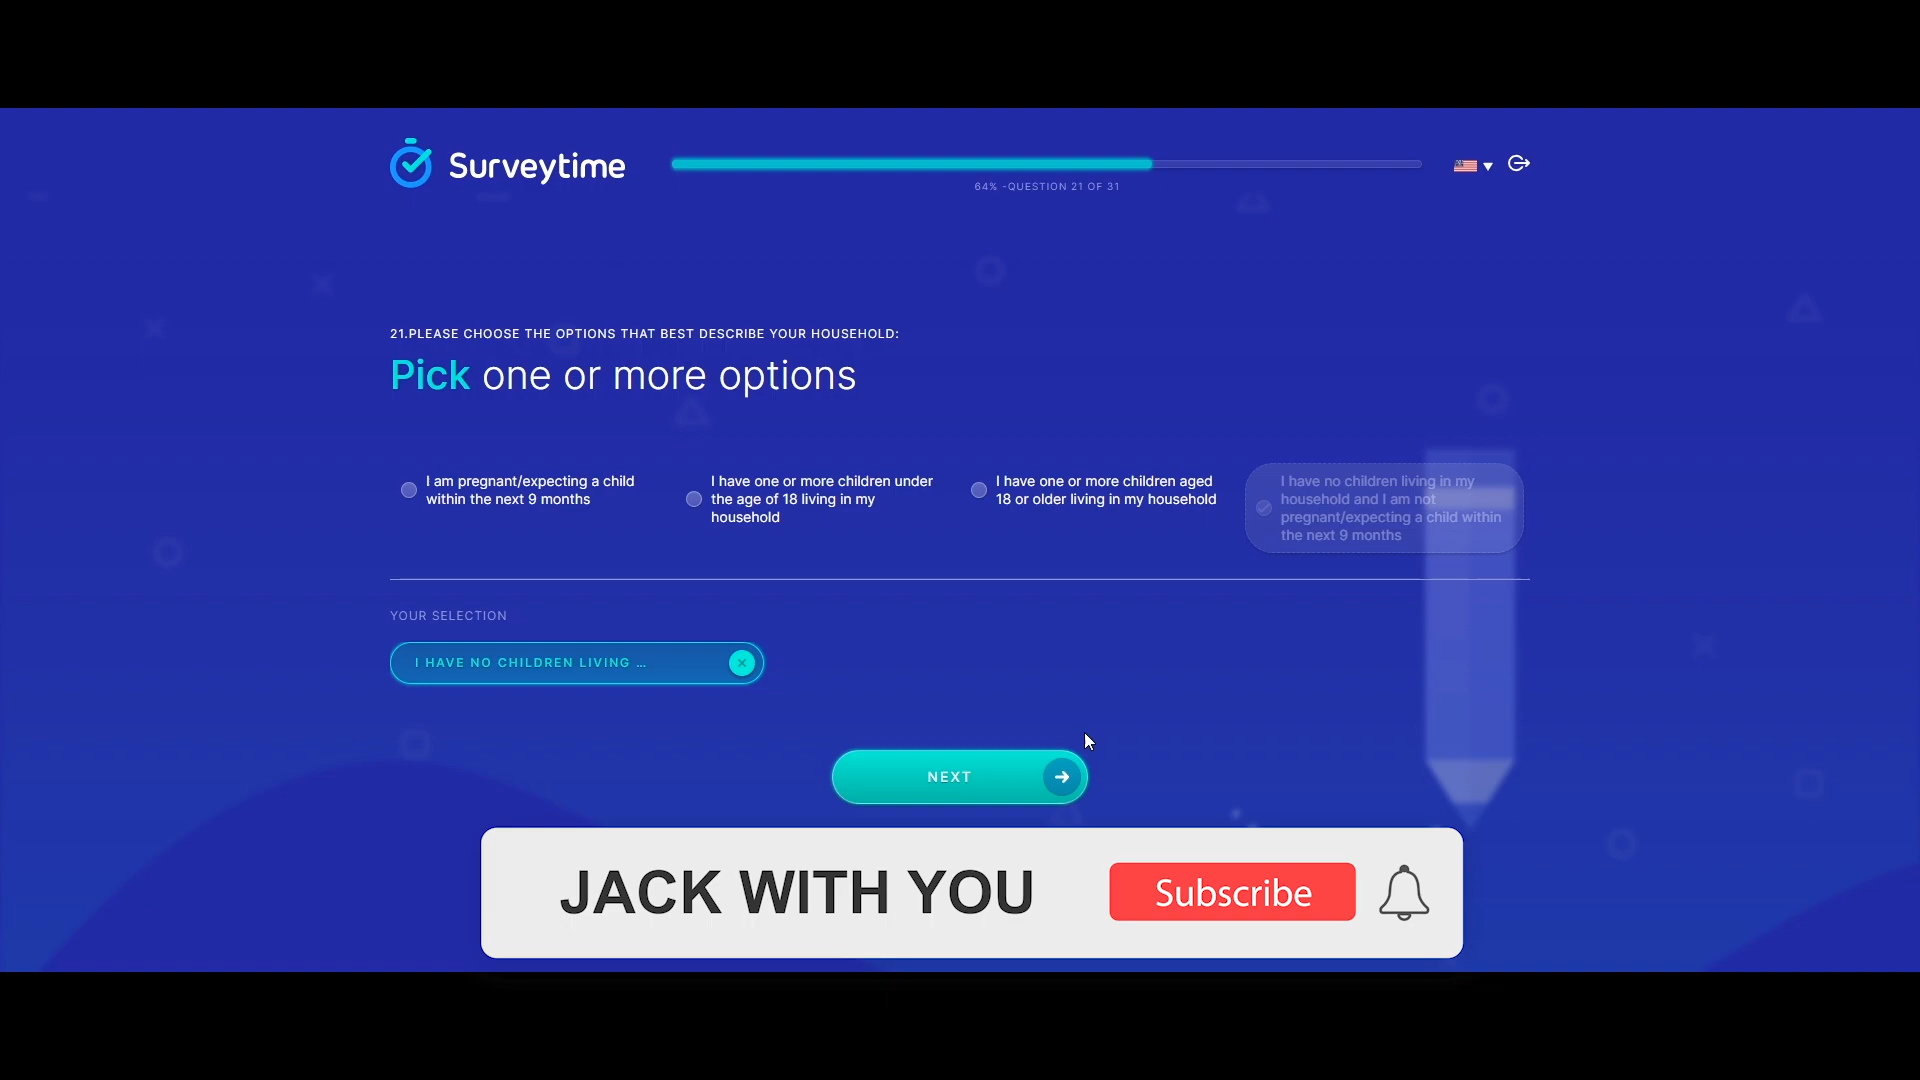 Surveytime
64% -QUESTION 21 OF 31
21.PLEASE CHOOSE THE OPTIONS THAT BEST DESCRIBE YOUR HOUSEHOLD:
Pick one or more options
I am pregnant/expecting a child
within the next 9 months
I have one or more children under
the age of 18 living in my
household
I have one or more children aged
18 or older living in my household
I have no children living in my
household and I am not
pregnant/expecting a child within
the next 9 months
YOUR SELECTION
I HAVE NO CHILDREN LIVING ...
NEXT
JACK WITH YOU
Subscribe